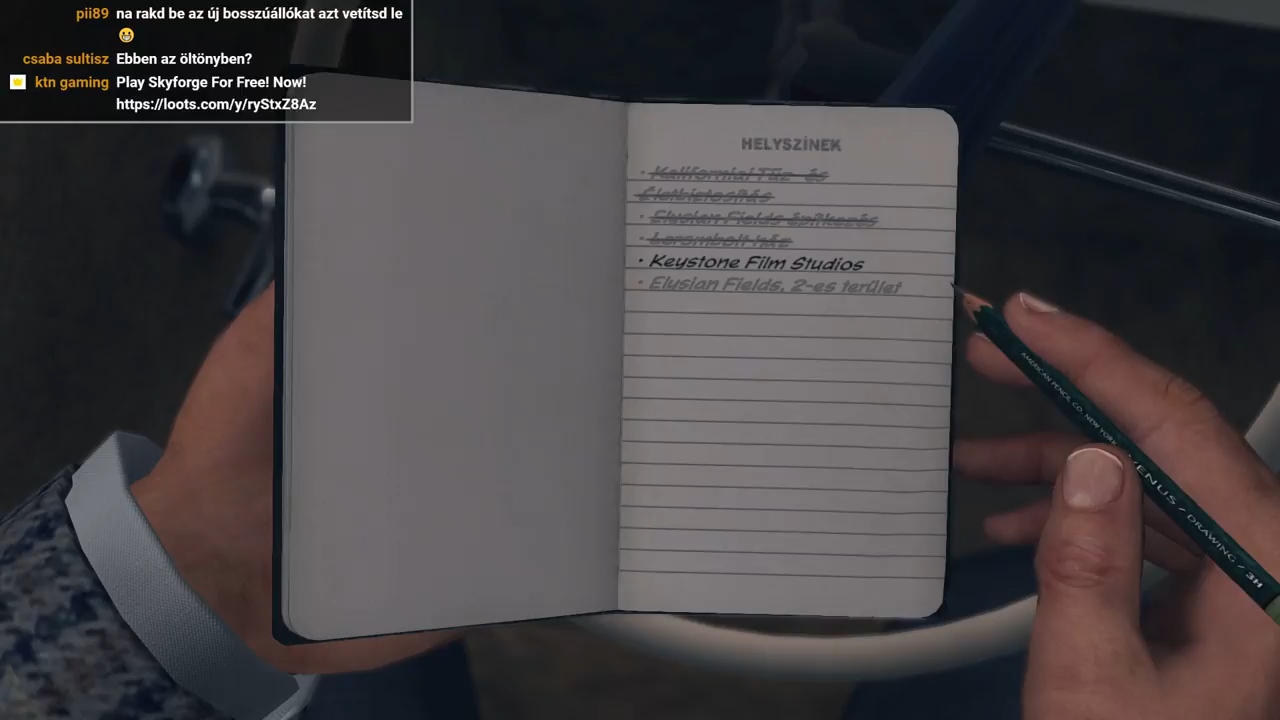 pii89 na rakd be az új bosszúállókat azt vetítsd le
😀
csaba sultisz Ebben az öltönyben?
ktn gaming Play Skyforge For Free! Now!
https://loots.com/y/ryStxZ8Az
HELYSZÍNEK
· Kaliforniai Tűz- és
Életbiztosítás
· Elysian Fields építkezés
· Lerombolt ház
· Keystone Film Studios
· Elysian Fields, 2-es terület
AMERICAN PENCIL CO. NEW YORK
VENUS / DRAWING / 3H